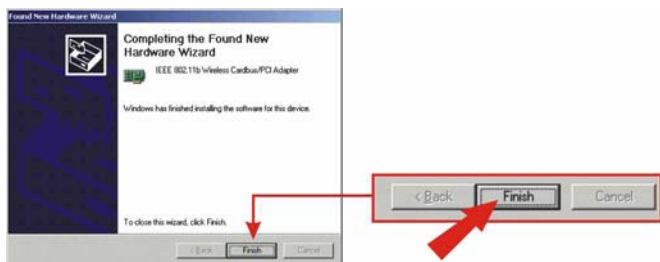 Found New Hardware Wizard
Completing the Found New
Hardware Wizard
IEEE 802.11b Wireless Cardbus/PCI Adapter
Windows has finished installing the software for this device.
To close this wizard, click Finish.
< Back Finish Cancel
< Back Finish Cancel